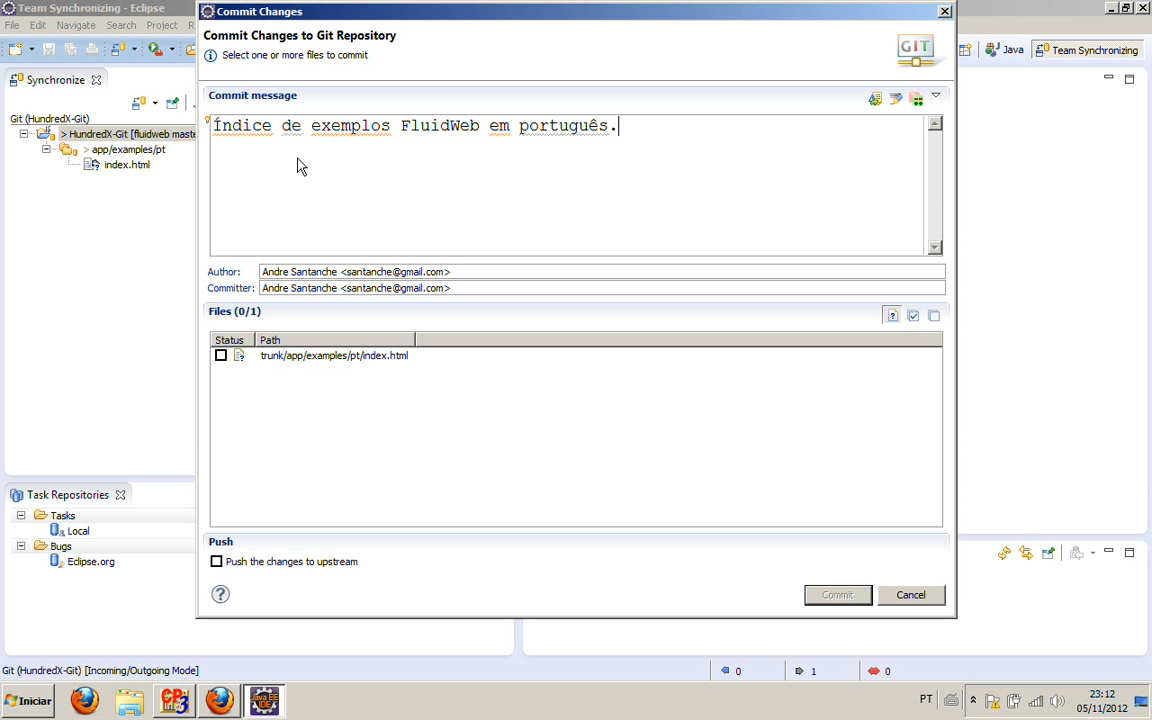 Team Synchronizing - Eclipse
Commit Changes
File Edit Navigate Search Project R
Commit Changes to Git Repository
Select one or more files to commit
GIT
Java
Team Synchronizing
Synchronize
Commit message
Git (HundredX-Git)
> HundredX-Git [fluidweb maste
> app/examples/pt
index.html
Índice de exemplos FluidWeb em português.
Author: Andre Santanche <santanche@gmail.com>
Committer: Andre Santanche <santanche@gmail.com>
Files (0/1)
Status Path
trunk/app/examples/pt/index.html
Task Repositories
Tasks
Local
Bugs
Eclipse.org
Push
Push the changes to upstream
Commit
Cancel
Git (HundredX-Git) [Incoming/Outgoing Mode]
0
1
0
Iniciar
Java EE
IDE
PT
23:12
05/11/2012